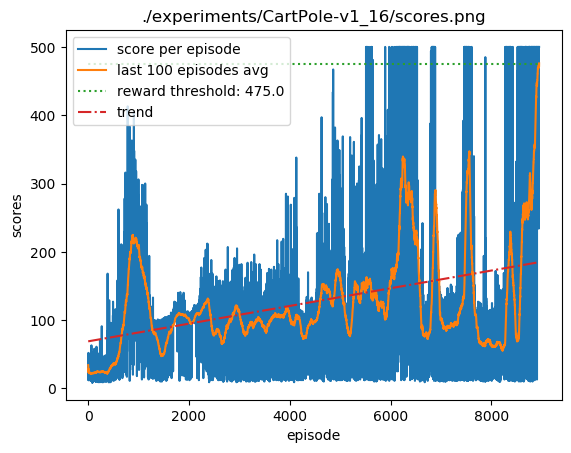 ./experiments/CartPole-v1_16/scores.png
score per episode
last 100 episodes avg
reward threshold: 475.0
trend
500
400
300
200
100
0
scores
0 2000 4000 6000 8000
episode